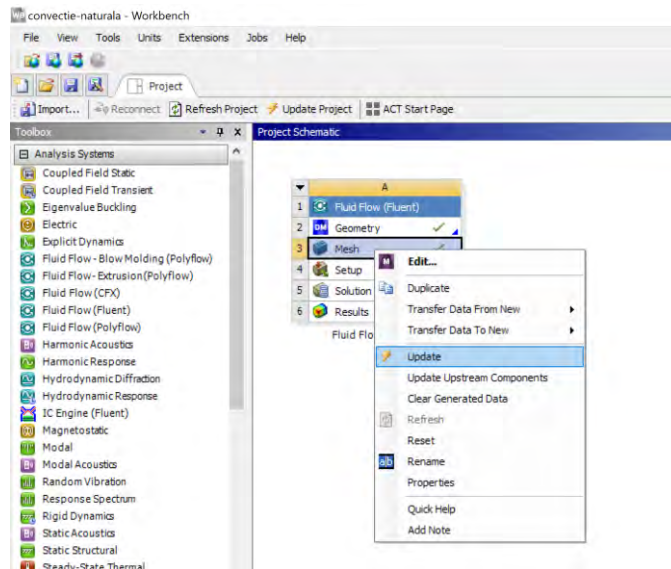 convectie-naturala - Workbench
File View Tools Units Extensions Jobs Help
Project
Import... Reconnect Refresh Project Update Project ACT Start Page
Toolbox
Project Schematic
Analysis Systems
Coupled Field Static
Coupled Field Transient
Eigenvalue Buckling
Electric
Explicit Dynamics
Fluid Flow - Blow Molding (Polyflow)
Fluid Flow - Extrusion (Polyflow)
Fluid Flow (CFX)
Fluid Flow (Fluent)
Fluid Flow (Polyflow)
Harmonic Acoustics
Harmonic Response
Hydrodynamic Diffraction
Hydrodynamic Response
IC Engine (Fluent)
Magnetostatic
Modal
Modal Acoustics
Random Vibration
Response Spectrum
Rigid Dynamics
Static Acoustics
Static Structural
Steady-State Thermal
A
1 Fluid Flow (Fluent)
2 DM Geometry
3 Mesh
4 Setup
5 Solution
6 Results
Fluid Flo
Edit...
Duplicate
Transfer Data From New
Transfer Data To New
Update
Update Upstream Components
Clear Generated Data
Refresh
Reset
Rename
Properties
Quick Help
Add Note